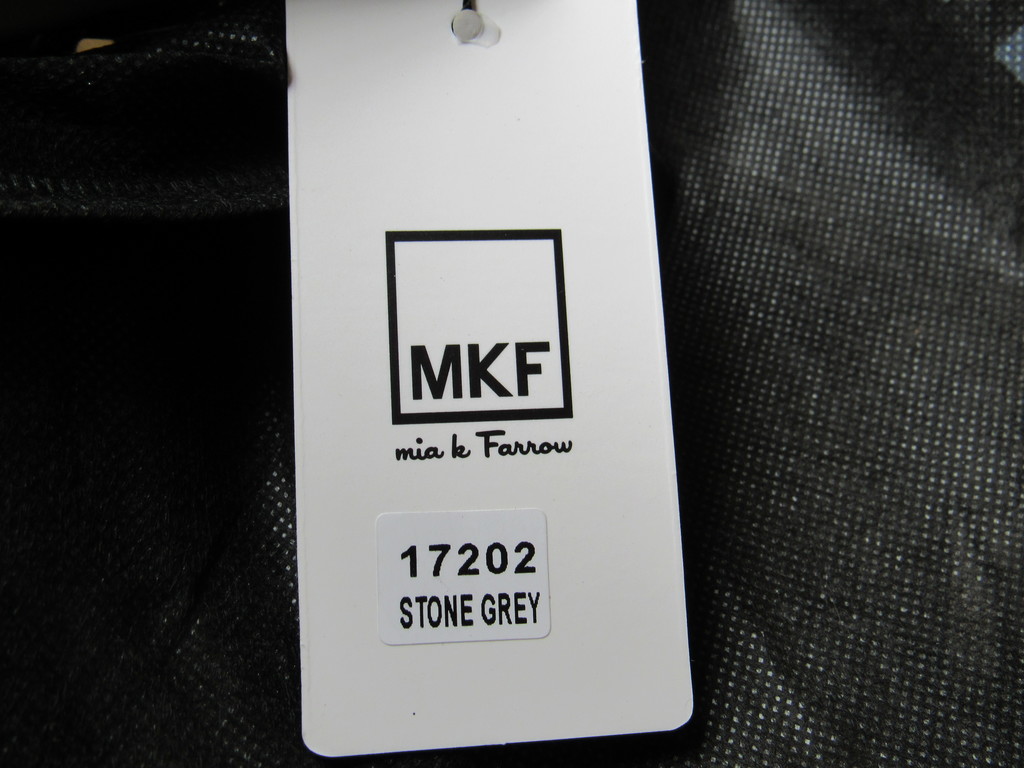 MKF
mia k Farrow
17202
STONE GREY